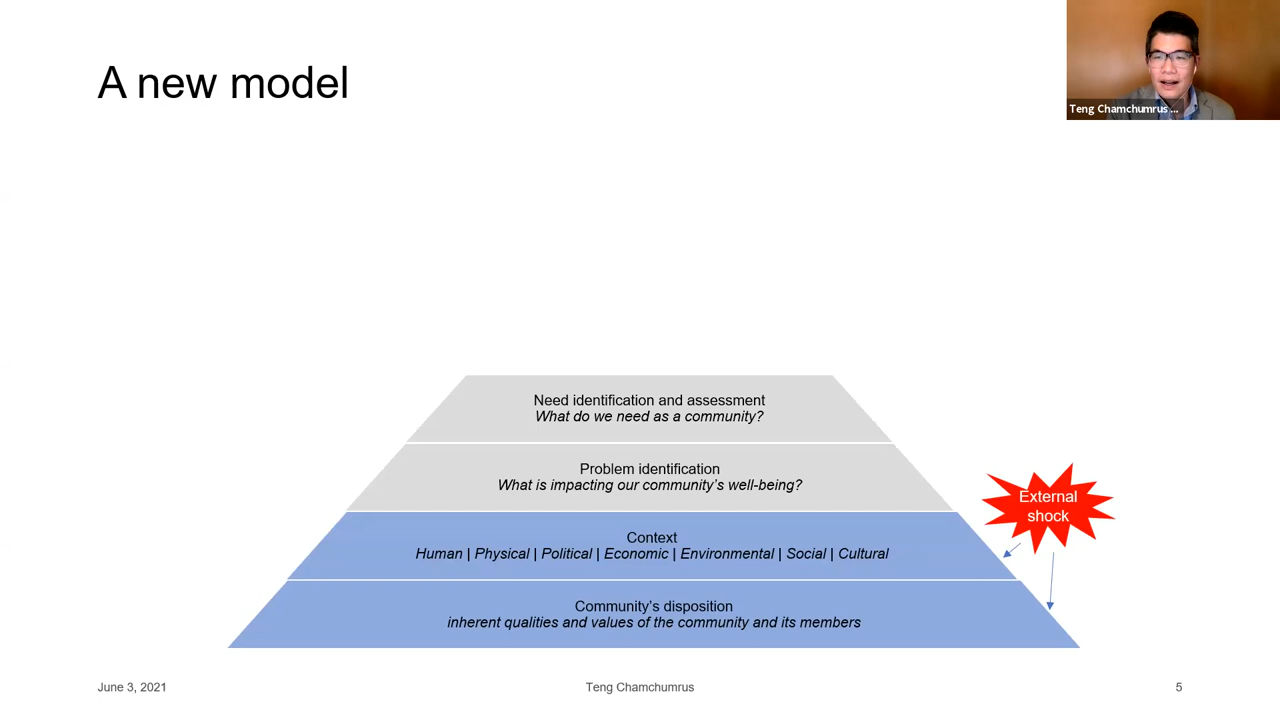 A new model
Teng Chamchumrus ...
Need identification and assessment
What do we need as a community?
Problem identification
What is impacting our community's well-being?
External
shock
Context
Human | Physical | Political | Economic | Environmental | Social | Cultural
Community's disposition
inherent qualities and values of the community and its members
June 3, 2021
Teng Chamchumrus
5